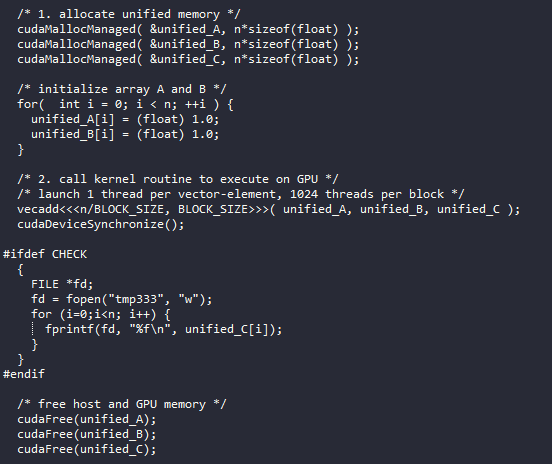 /* 1. allocate unified memory */
cudaMallocManaged( &unified_A, n*sizeof(float) );
cudaMallocManaged( &unified_B, n*sizeof(float) );
cudaMallocManaged( &unified_C, n*sizeof(float) );
/* initialize array A and B */
for(  int i = 0; i < n; ++i ) {
unified_A[i] = (float) 1.0;
unified_B[i] = (float) 1.0;
}
/* 2. call kernel routine to execute on GPU */
/* launch 1 thread per vector-element, 1024 threads per block */
vecadd<<<n/BLOCK_SIZE, BLOCK_SIZE>>>( unified_A, unified_B, unified_C );
cudaDeviceSynchronize();
#ifdef CHECK
{
FILE *fd;
fd = fopen("tmp333", "w");
for (i=0;i<n; i++) {
fprintf(fd, "%f\n", unified_C[i]);
}
}
#endif
/* free host and GPU memory */
cudaFree(unified_A);
cudaFree(unified_B);
cudaFree(unified_C);